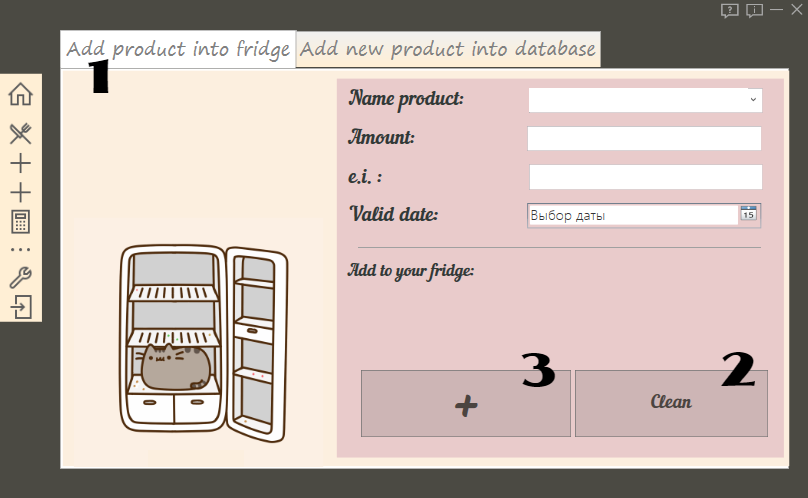 Add product into fridge
Add new product into database
1
Name product:
Amount:
e.i. :
Valid date:
Выбор даты
15
Add to your fridge:
3
2
+
Clean